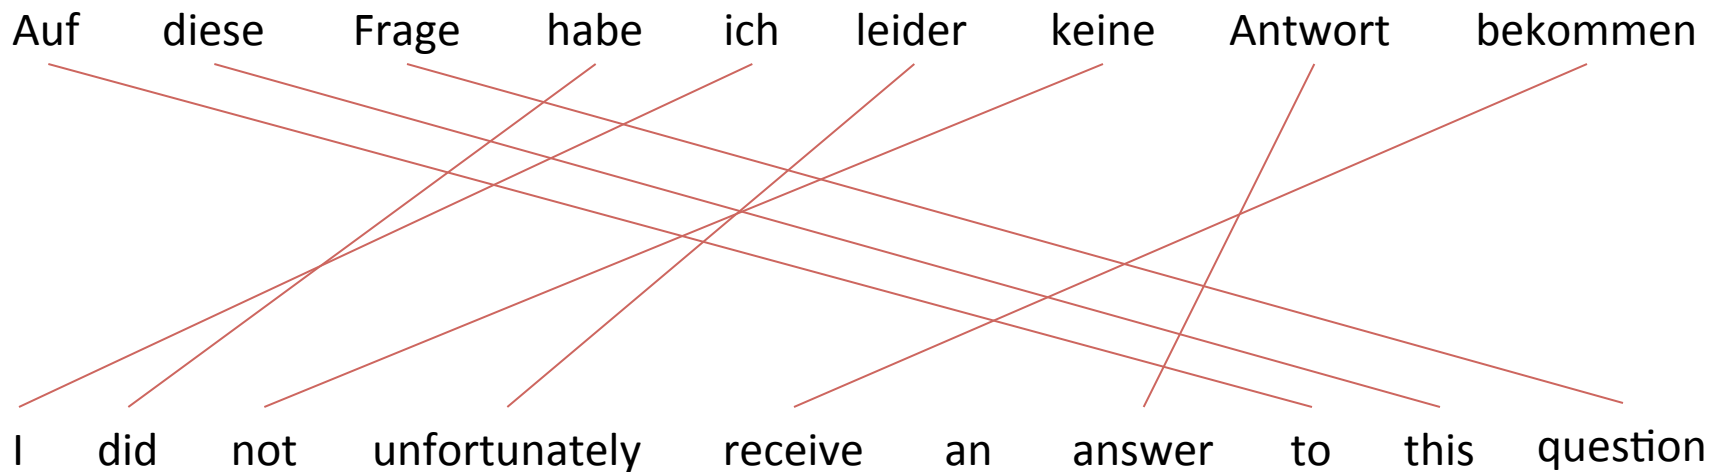 Auf diese Frage habe ich leider keine Antwort bekommen
I did not unfortunately receive an answer to this question